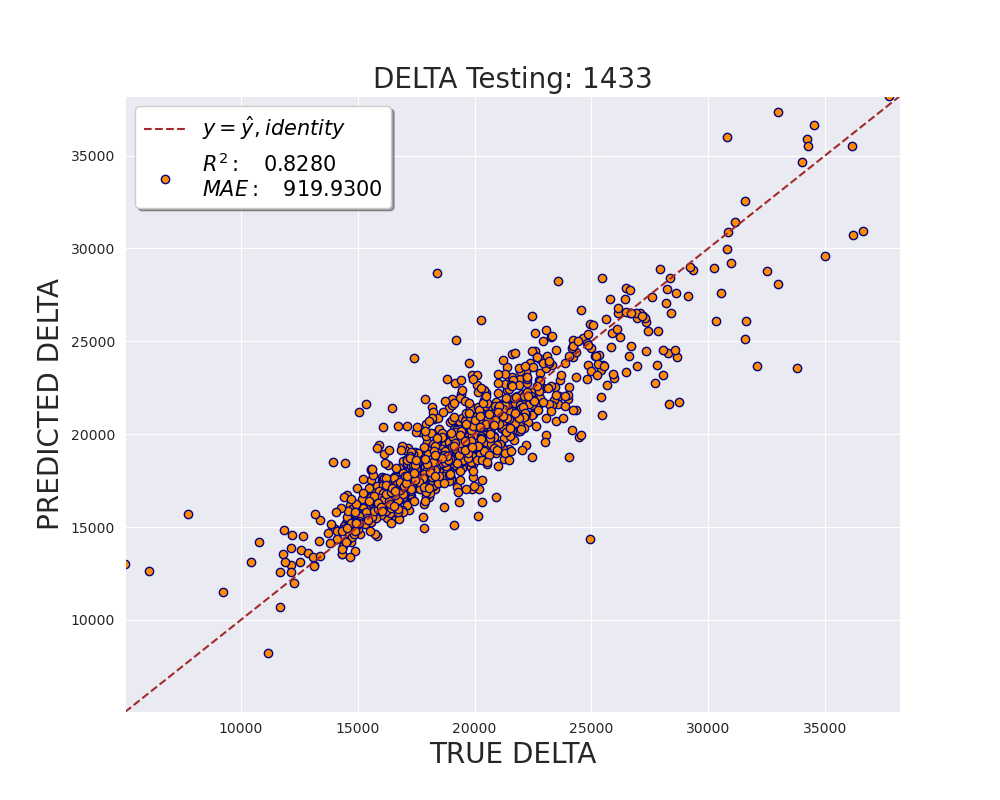 DELTA Testing: 1433
y = ŷ, identity
R²: 0.8280
MAE: 919.9300
PREDICTED DELTA
35000
30000
25000
20000
15000
10000
10000 15000 20000 25000 30000 35000
TRUE DELTA